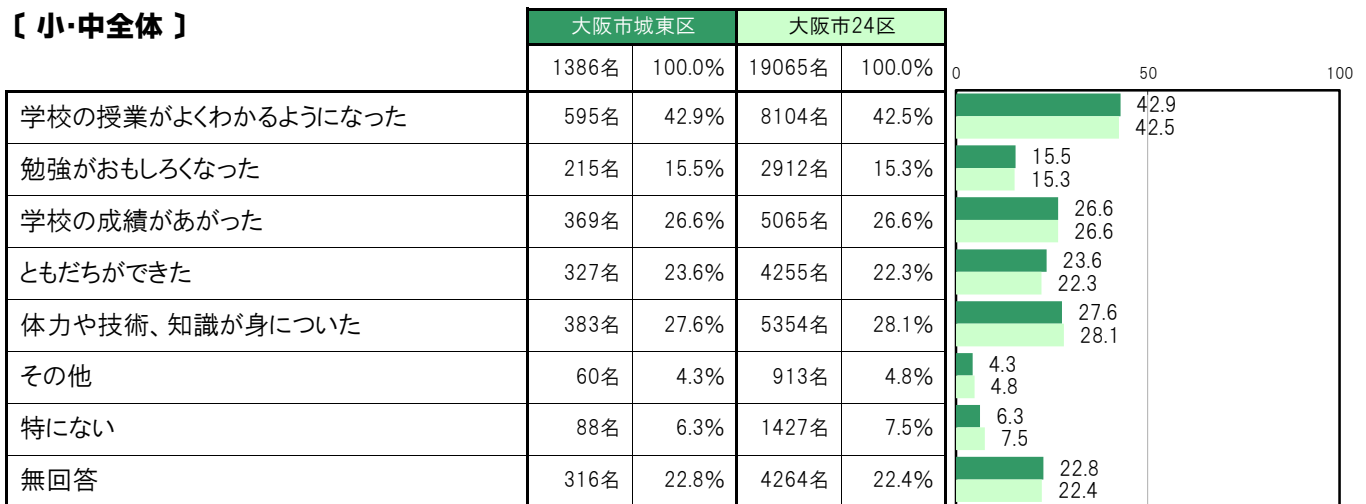 〔 小・中全体 〕
大阪市城東区 大阪市24区
1386名 100.0% 19065名 100.0%
0 50 100
学校の授業がよくわかるようになった 595名 42.9% 8104名 42.5% 42.9
42.5
勉強がおもしろくなった 215名 15.5% 2912名 15.3% 15.5
15.3
学校の成績があがった 369名 26.6% 5065名 26.6% 26.6
26.6
ともだちができた 327名 23.6% 4255名 22.3% 23.6
22.3
体力や技術、知識が身についた 383名 27.6% 5354名 28.1% 27.6
28.1
その他 60名 4.3% 913名 4.8% 4.3
4.8
特にない 88名 6.3% 1427名 7.5% 6.3
7.5
無回答 316名 22.8% 4264名 22.4% 22.8
22.4